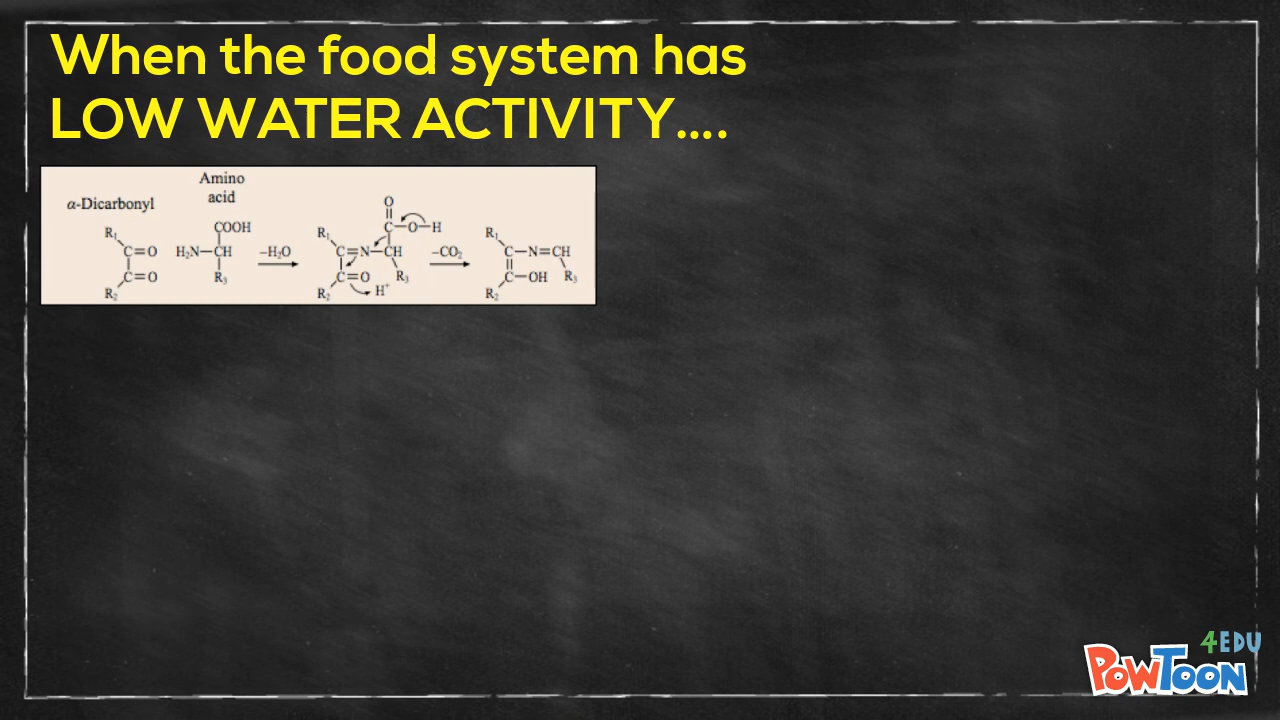 When the food system has
LOW WATER ACTIVITY....
Amino
acid
α-Dicarbonyl
R₁ COOH O
C=O H₂N—CH —H₂O R₁ C—O—H R₁
C=O R₃ C=N—CH —CO₂ C—N=CH
R₂ C=O R₃ C—OH R₃
R₂ H⁺ R₂
4EDU
POWTOON